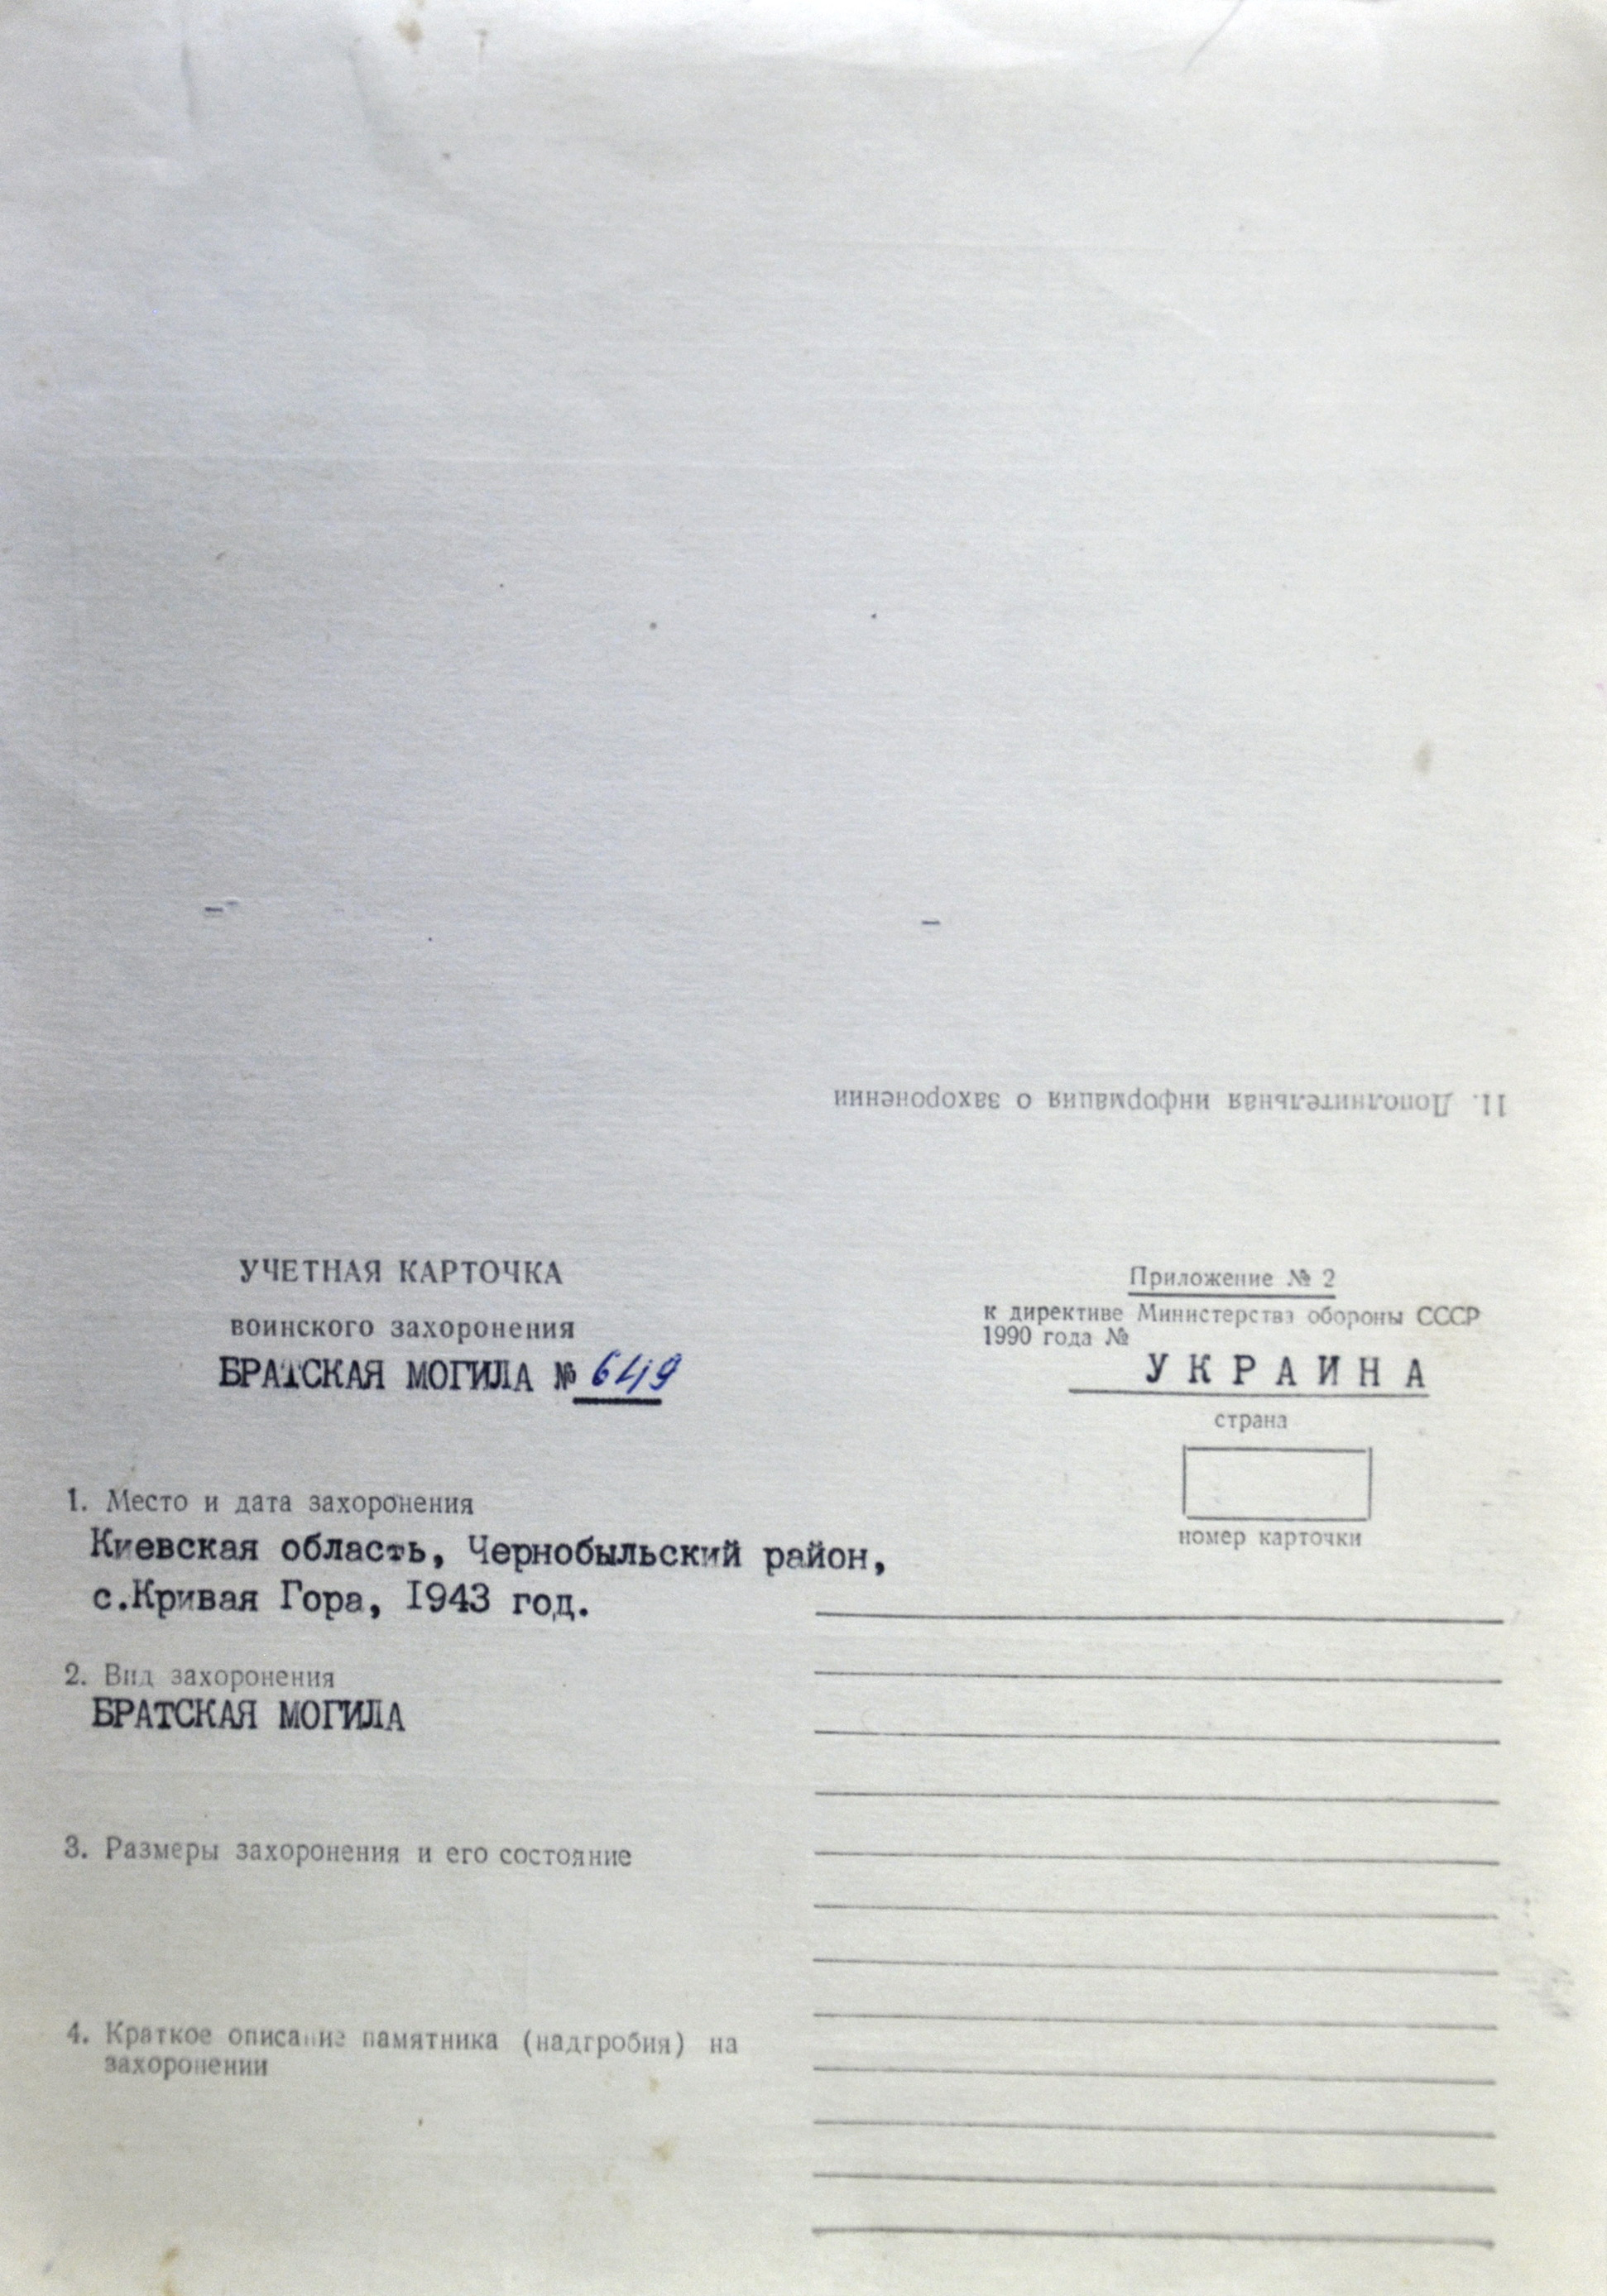 11. Дополнительная информация о захоронении
УЧЕТНАЯ КАРТОЧКА
воинского захоронения
БРАТСКАЯ МОГИЛА № 649
Приложение № 2
к директиве Министерства обороны СССР
1990 года №
УКРАИНА
страна
номер карточки
1. Место и дата захоронения
Киевская область, Чернобыльский район,
с.Кривая Гора, 1943 год.
2. Вид захоронения
БРАТСКАЯ МОГИЛА
3. Размеры захоронения и его состояние
4. Краткое описание памятника (надгробия) на
захоронении